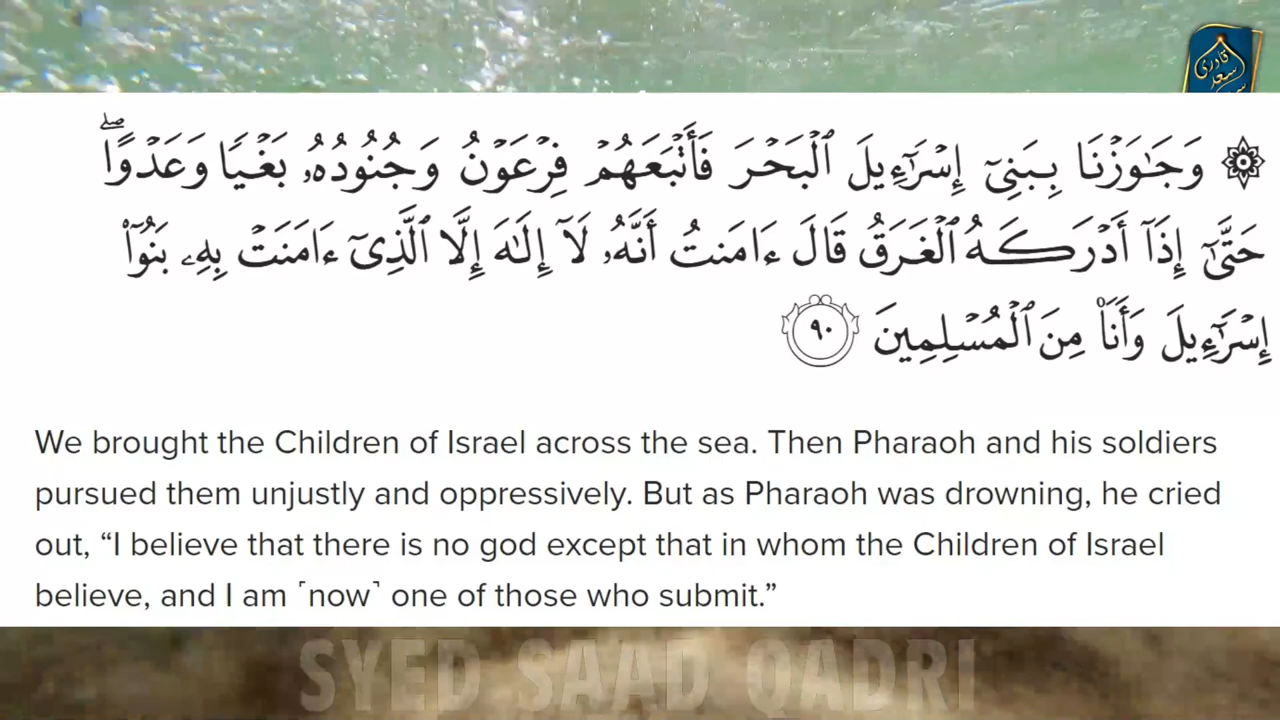 قادری
سعد
۞ وَجَـٰوَزْنَا بِبَنِىٓ إِسْرَٰٓءِيلَ ٱلْبَحْرَ فَأَتْبَعَهُمْ فِرْعَوْنُ وَجُنُودُهُۥ بَغْيًا وَعَدْوًا ۖ
حَتَّىٰٓ إِذَآ أَدْرَكَهُ ٱلْغَرَقُ قَالَ ءَامَنتُ أَنَّهُۥ لَآ إِلَـٰهَ إِلَّا ٱلَّذِىٓ ءَامَنَتْ بِهِۦ بَنُوٓا۟
إِسْرَٰٓءِيلَ وَأَنَا۠ مِنَ ٱلْمُسْلِمِينَ ٩٠
We brought the Children of Israel across the sea. Then Pharaoh and his soldiers
pursued them unjustly and oppressively. But as Pharaoh was drowning, he cried
out, “I believe that there is no god except that in whom the Children of Israel
believe, and I am ˹now˺ one of those who submit.”
SYED SAAD QADRI